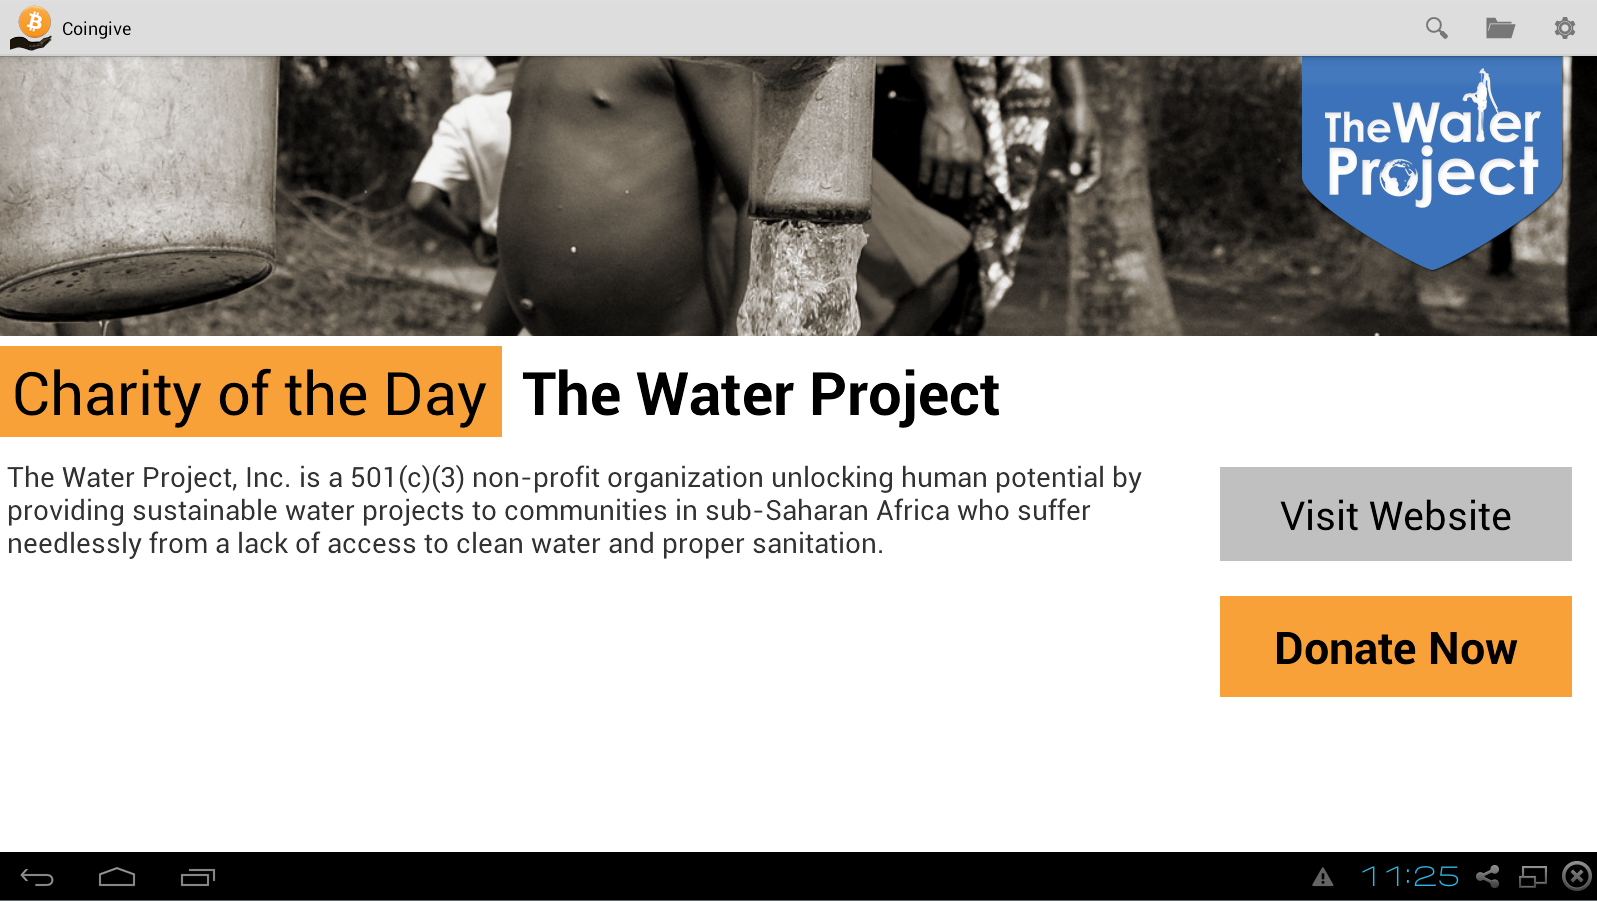 Coingive
The Water
Project
Charity of the Day The Water Project
The Water Project, Inc. is a 501(c)(3) non-profit organization unlocking human potential by
providing sustainable water projects to communities in sub-Saharan Africa who suffer
needlessly from a lack of access to clean water and proper sanitation.
Visit Website
Donate Now
11:25